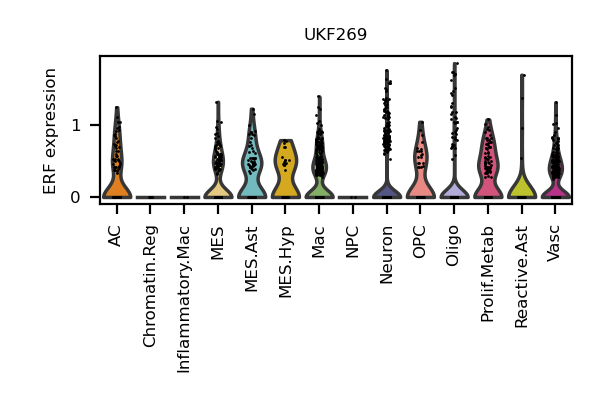 UKF269
ERF expression
1
0
AC
Chromatin.Reg
Inflammatory.Mac
MES
MES.Ast
MES.Hyp
Mac
NPC
Neuron
OPC
Oligo
Prolif.Metab
Reactive.Ast
Vasc